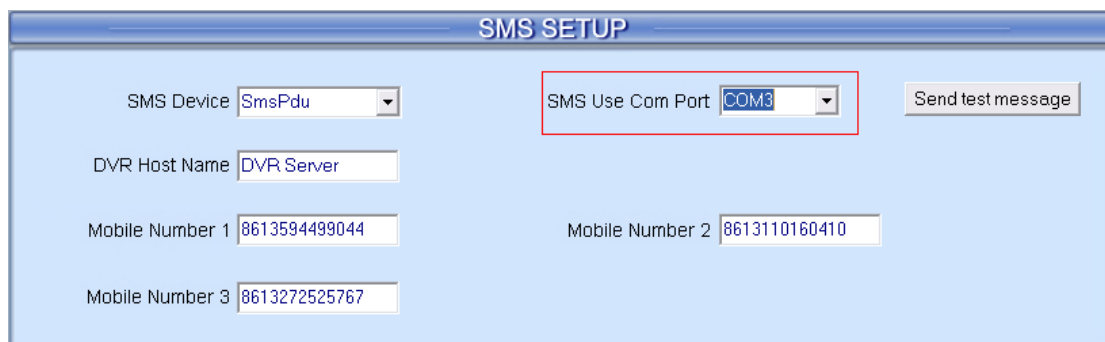 SMS SETUP
SMS Device SmsPdu SMS Use Com Port COM3 Send test message
DVR Host Name DVR Server
Mobile Number 1 8613594499044 Mobile Number 2 8613110160410
Mobile Number 3 8613272525767